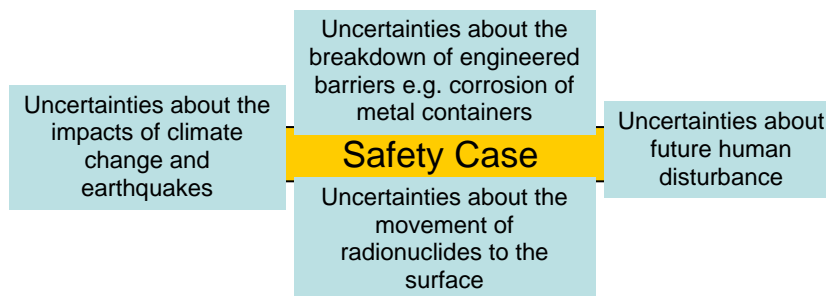 Uncertainties about the
breakdown of engineered
barriers e.g. corrosion of
metal containers
Uncertainties about the
impacts of climate
change and
earthquakes
Safety Case
Uncertainties about
future human
disturbance
Uncertainties about the
movement of
radionuclides to the
surface